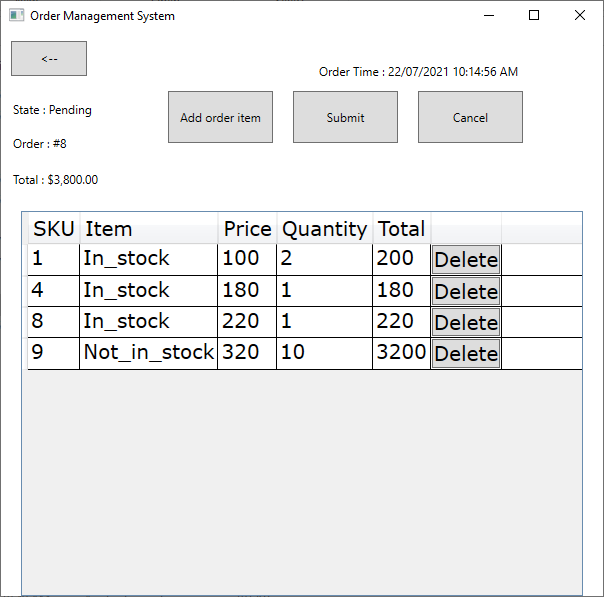 Order Management System
<--
Order Time : 22/07/2021 10:14:56 AM
State : Pending
Add order item Submit Cancel
Order : #8
Total : $3,800.00
SKU Item Price Quantity Total
1 In_stock 100 2 200 Delete
4 In_stock 180 1 180 Delete
8 In_stock 220 1 220 Delete
9 Not_in_stock 320 10 3200 Delete